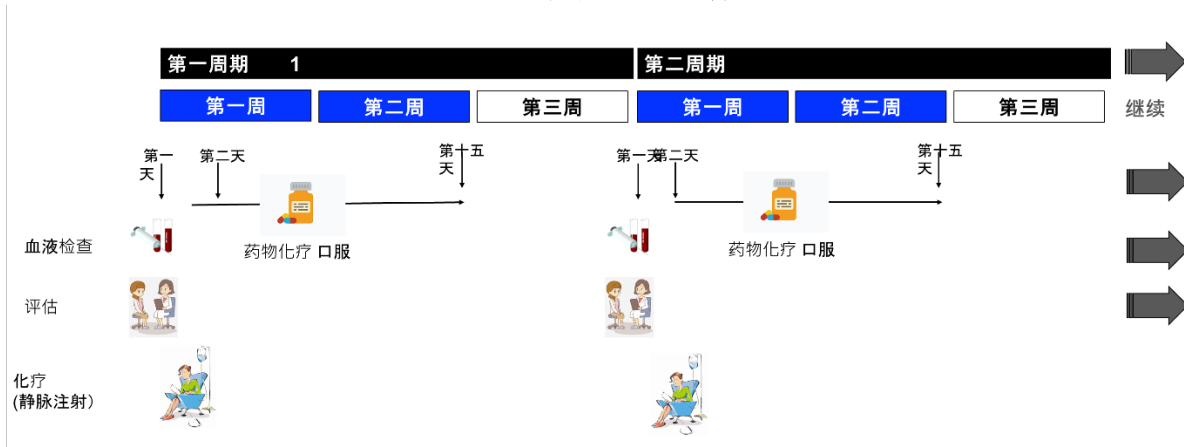 第一周期 1
第二周期
第一周
第二周
第三周
第一周
第二周
第三周
继续
第一
天
第二天
第十五
天
第一天
第二天
第十五
天
血液检查
药物化疗 口服
药物化疗 口服
评估
化疗
(静脉注射）